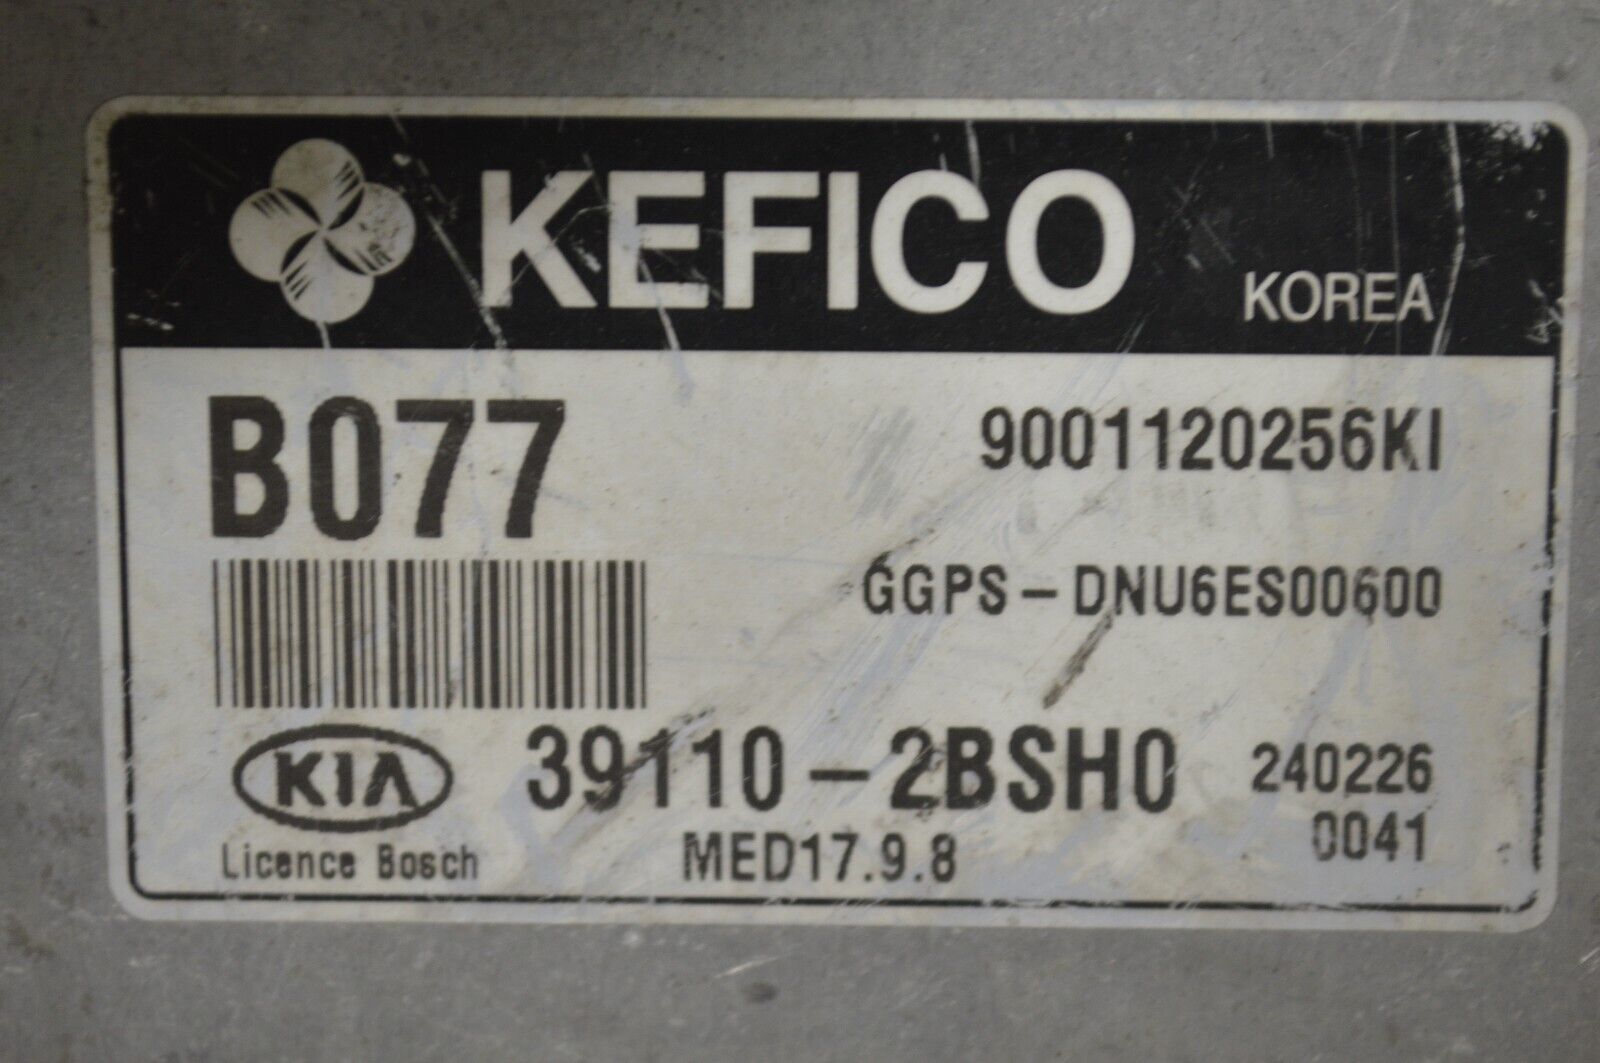 KEFICO KOREA
B077 9001120256KI
GGPS-DNU6ES00600
KIA 39110-2BSH0 240226
Licence Bosch MED17.9.8 0041